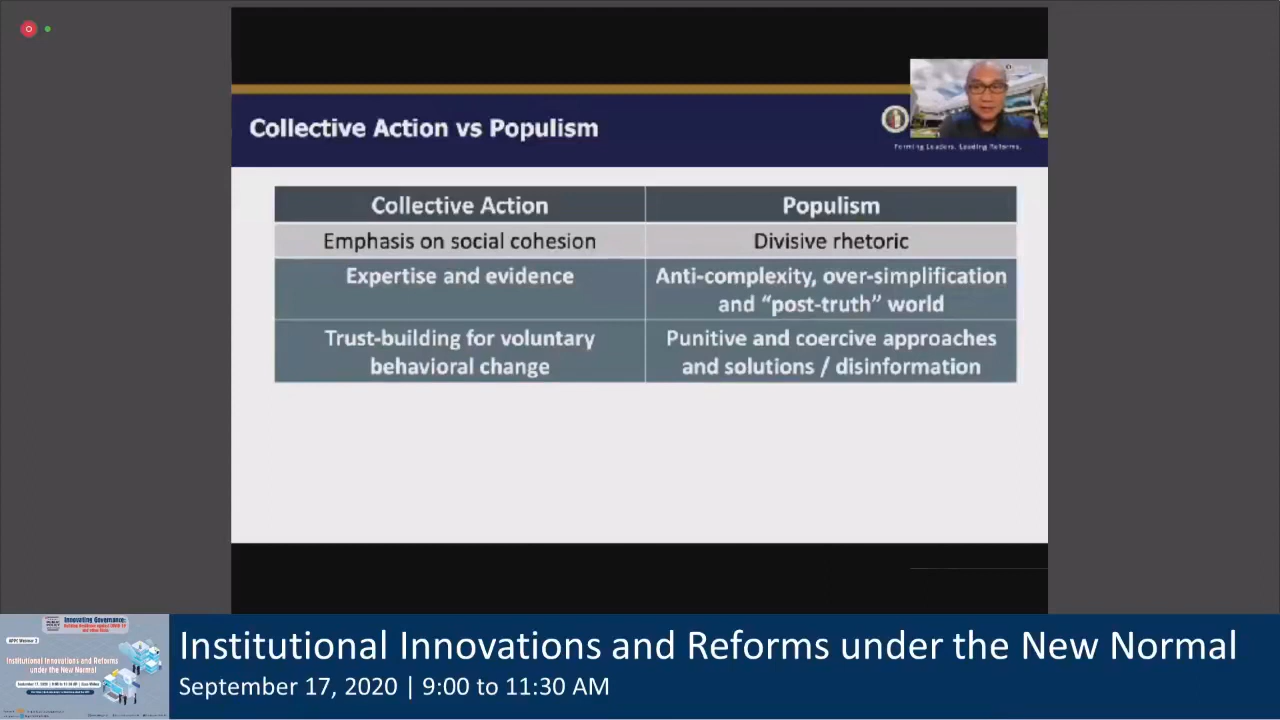 Collective Action vs Populism
Forming Leaders. Leading Reforms.
Collective Action
Populism
Emphasis on social cohesion
Divisive rhetoric
Expertise and evidence
Anti-complexity, over-simplification
and “post-truth” world
Trust-building for voluntary
behavioral change
Punitive and coercive approaches
and solutions / disinformation
Innovating Governance:
Institutional Innovations and Reforms
under the New Normal
Institutional Innovations and Reforms under the New Normal
September 17, 2020 | 9:00 to 11:30 AM